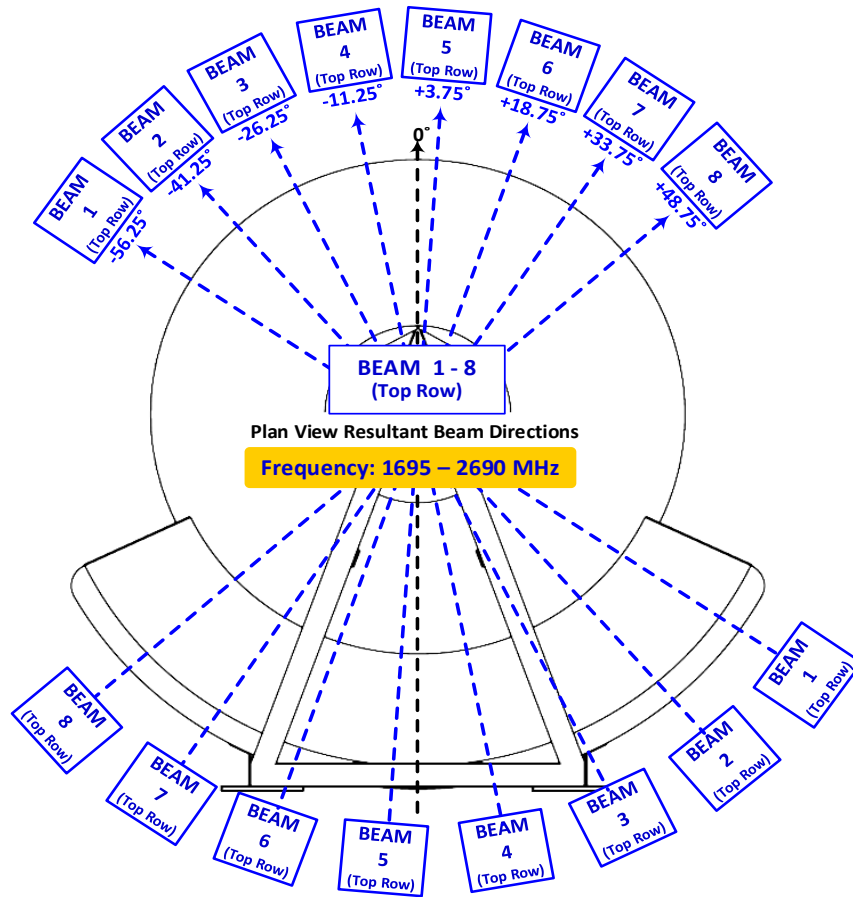 BEAM
1
(Top Row)
-56.25°
BEAM
2
(Top Row)
-41.25°
BEAM
3
(Top Row)
-26.25°
BEAM
4
(Top Row)
-11.25°
BEAM
5
(Top Row)
+3.75°
BEAM
6
(Top Row)
+18.75°
BEAM
7
(Top Row)
+33.75°
BEAM
8
(Top Row)
+48.75°
0°
BEAM 1 - 8
(Top Row)
Plan View Resultant Beam Directions
Frequency: 1695 – 2690 MHz
BEAM
8
(Top Row)
BEAM
7
(Top Row)
BEAM
6
(Top Row)
BEAM
5
(Top Row)
BEAM
4
(Top Row)
BEAM
3
(Top Row)
BEAM
2
(Top Row)
BEAM
1
(Top Row)